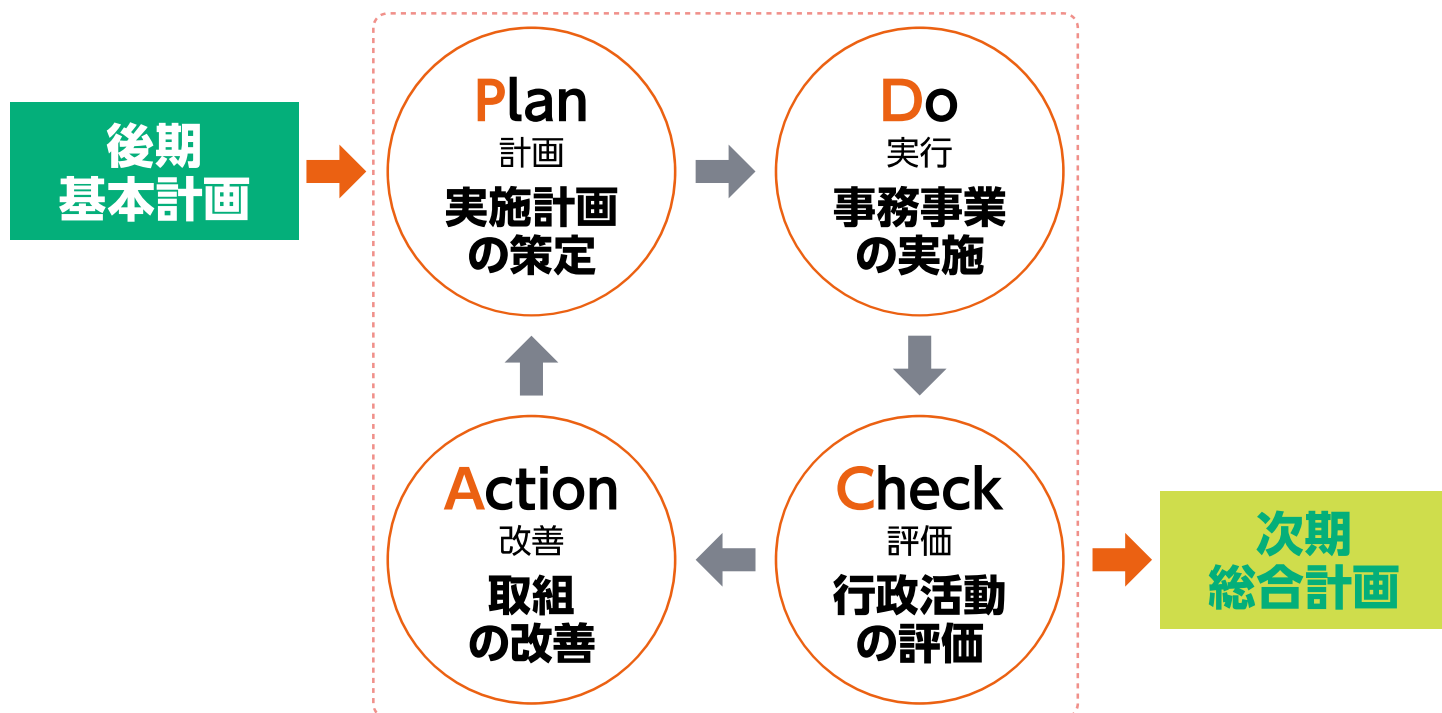 後期
基本計画
Plan
計画
実施計画
の策定
Do
実行
事務事業
の実施
Action
改善
取組
の改善
Check
評価
行政活動
の評価
次期
総合計画